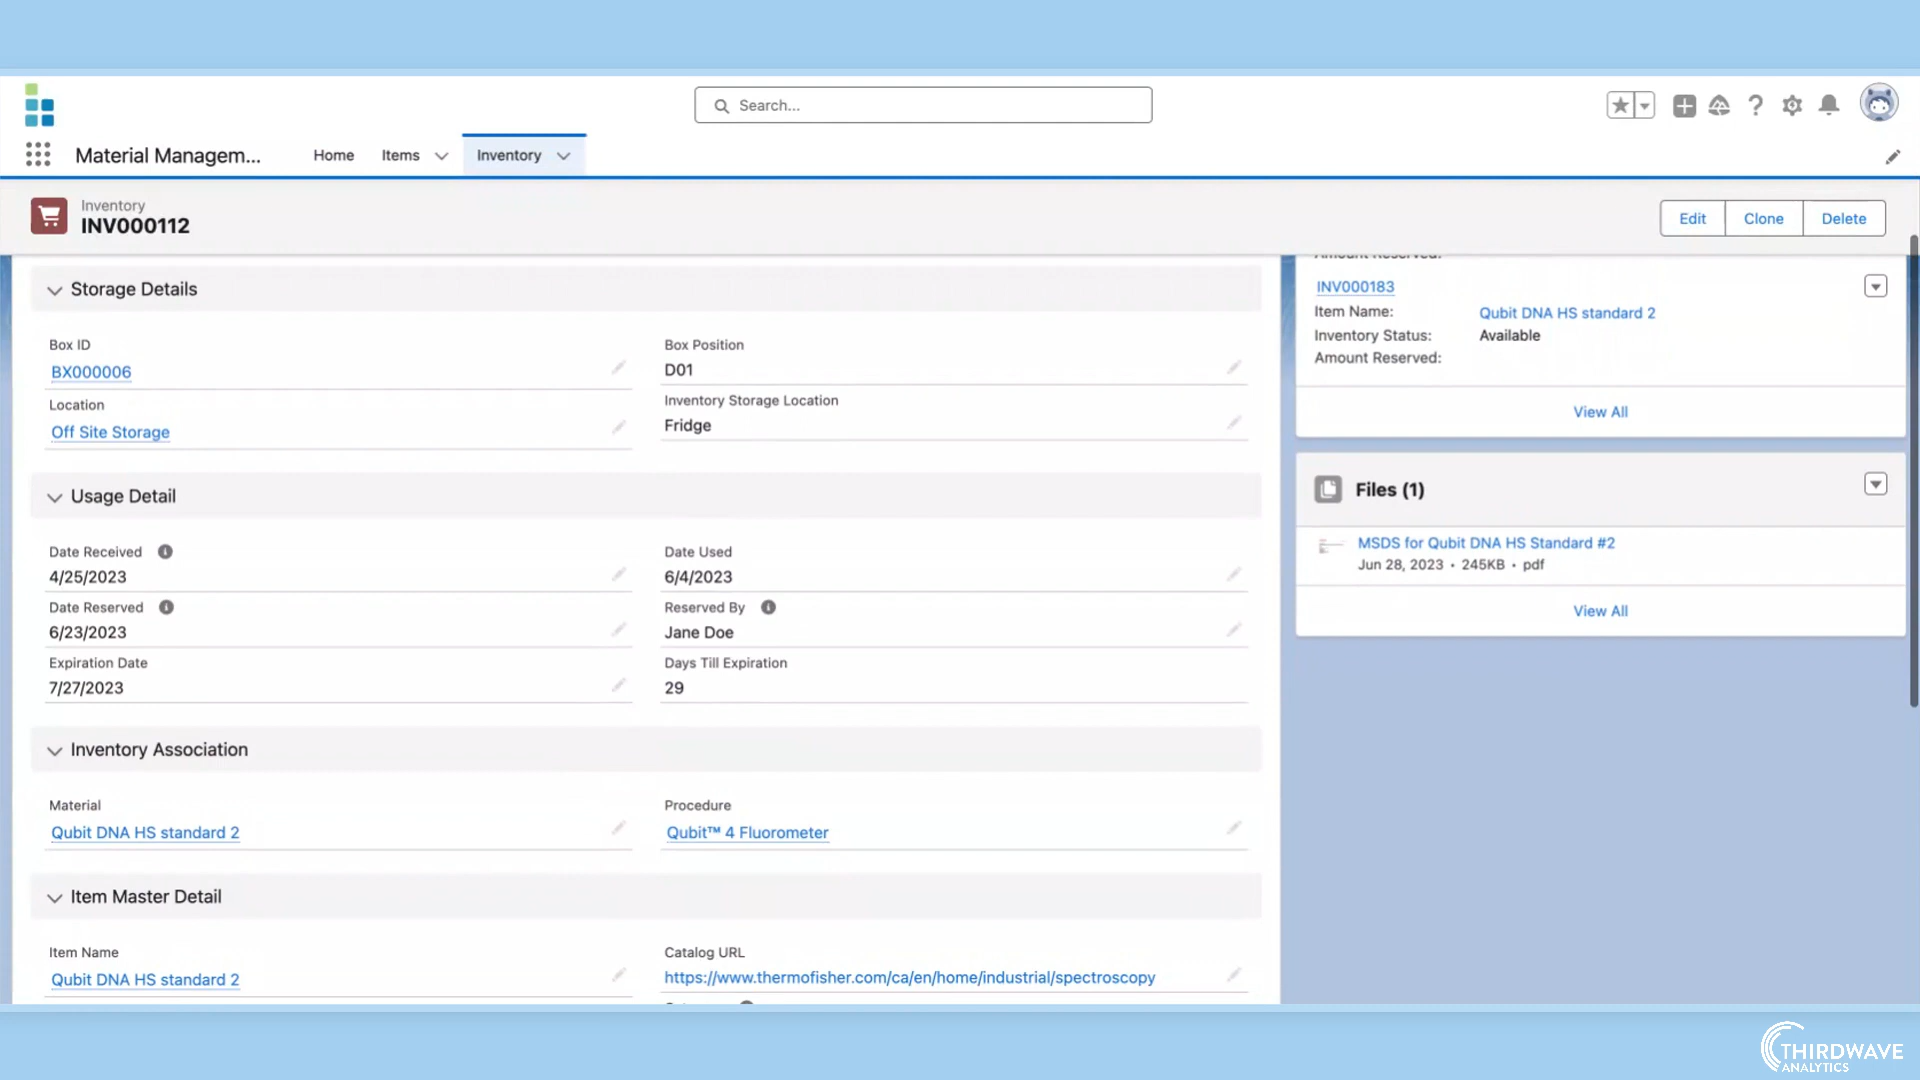 Search...
Material Managem...
Home
Items
Inventory
Inventory
INV000112
Edit
Clone
Delete
Storage Details
Box ID
BX000006
Box Position
D01
Location
Off Site Storage
Inventory Storage Location
Fridge
Usage Detail
Date Received
4/25/2023
Date Used
6/4/2023
Date Reserved
6/23/2023
Reserved By
Jane Doe
Expiration Date
7/27/2023
Days Till Expiration
29
Inventory Association
Material
Qubit DNA HS standard 2
Procedure
Qubit™ 4 Fluorometer
Item Master Detail
Item Name
Qubit DNA HS standard 2
Catalog URL
https://www.thermofisher.com/ca/en/home/industrial/spectroscopy
Amount Reserved:
INV000183
Item Name: Qubit DNA HS standard 2
Inventory Status: Available
Amount Reserved:
View All
Files (1)
MSDS for Qubit DNA HS Standard #2
Jun 28, 2023 • 245KB • pdf
View All
THIRDWAVE
ANALYTICS